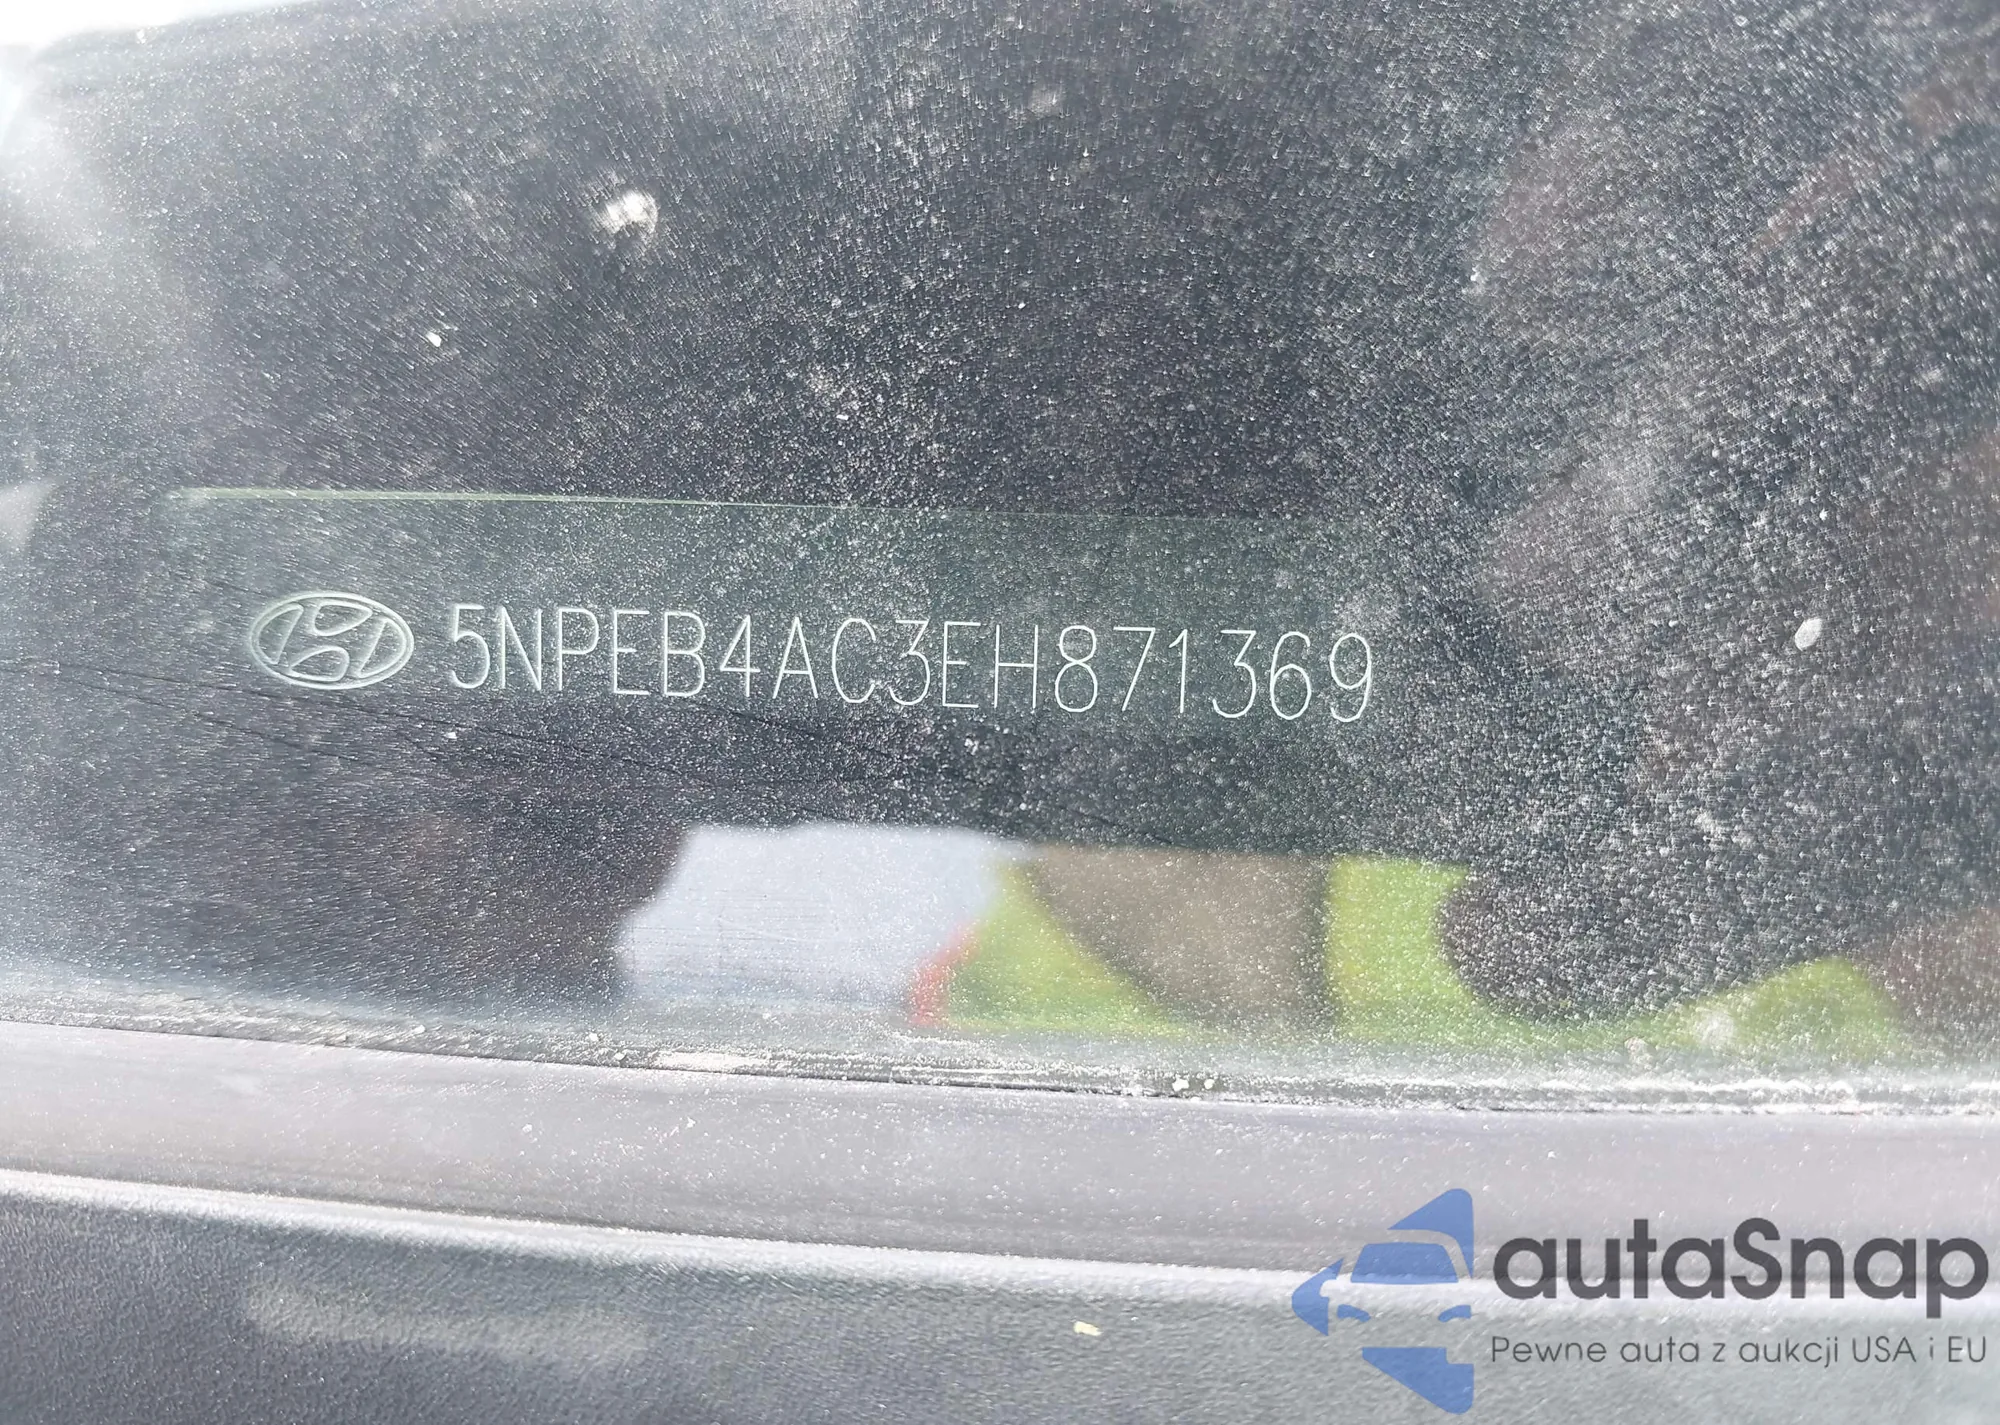 5NPEB4AC3EH871369
autaSnap
Pewne auta z aukcji USA i EU